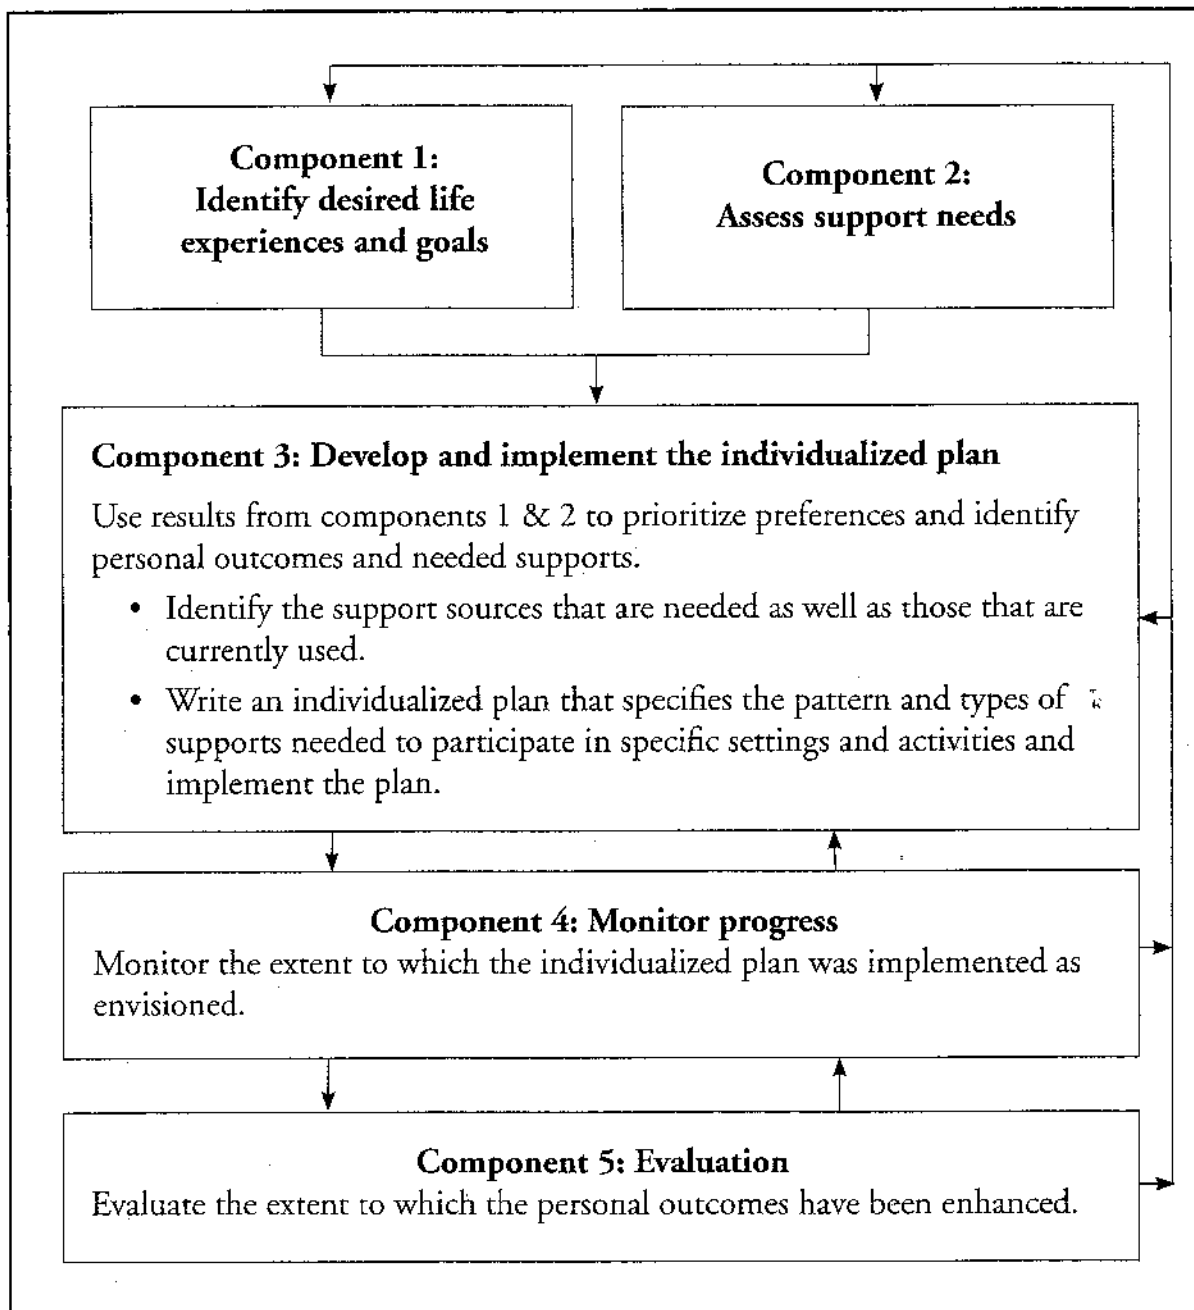 Component 1:
Identify desired life
experiences and goals
Component 2:
Assess support needs
Component 3: Develop and implement the individualized plan
Use results from components 1 & 2 to prioritize preferences and identify
personal outcomes and needed supports.
• Identify the support sources that are needed as well as those that are
currently used.
• Write an individualized plan that specifies the pattern and types of
supports needed to participate in specific settings and activities and
implement the plan.
Component 4: Monitor progress
Monitor the extent to which the individualized plan was implemented as
envisioned.
Component 5: Evaluation
Evaluate the extent to which the personal outcomes have been enhanced.